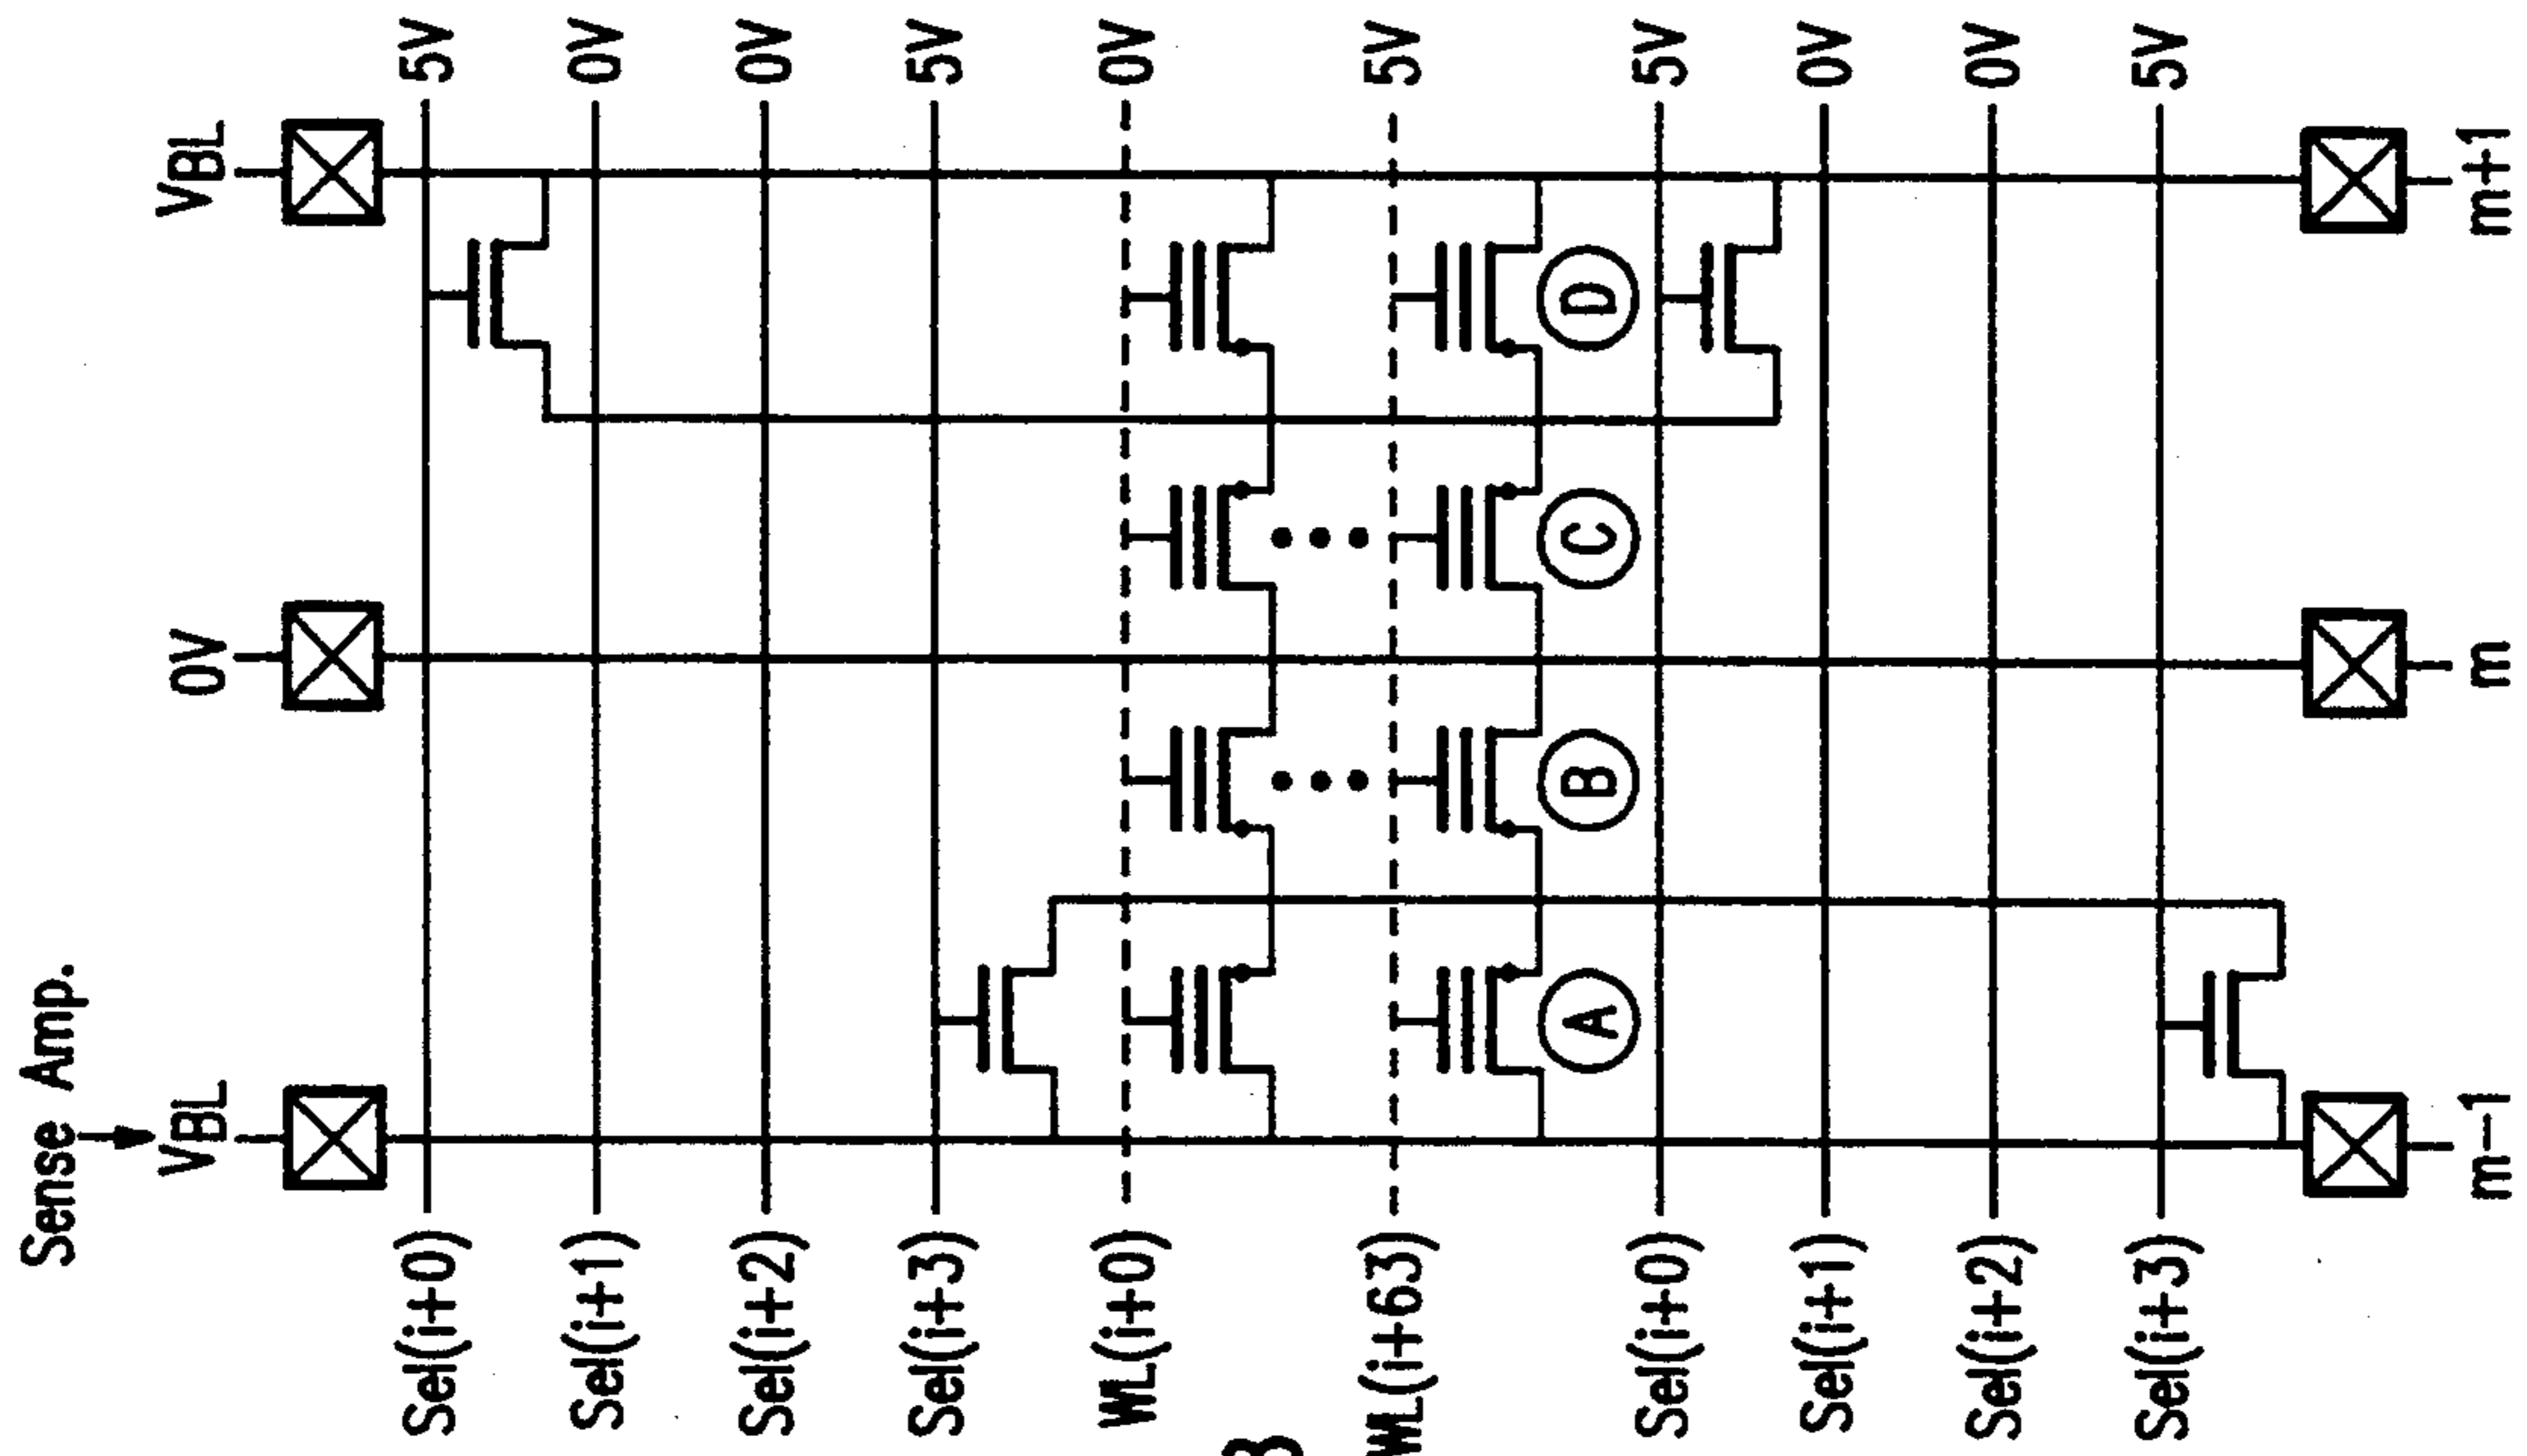 Sense Amp.
VBL 0V VBL
Sel(i+0) 5V
Sel(i+1) 0V
Sel(i+2) 0V
Sel(i+3) 5V
WL(i+0) 0V
WL(i+63) 5V
A B C D
Sel(i+0) 5V
Sel(i+1) 0V
Sel(i+2) 0V
Sel(i+3) 5V
m-1 m m+1